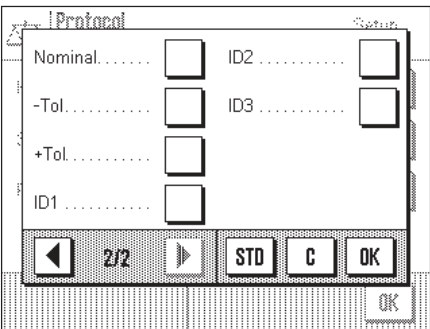 Protocol Setup
Nominal.......
-Tol...........
+Tol...........
ID1............
ID2............
ID3............
2/2 STD C OK
OK